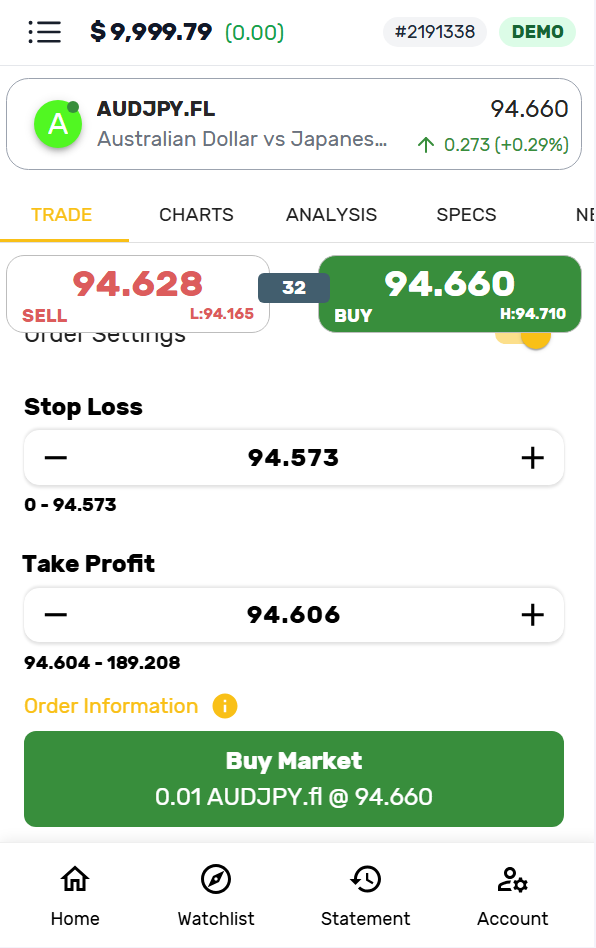 $ 9,999.79 (0.00) #2191338 DEMO
A
AUDJPY.FL 94.660
Australian Dollar vs Japanes... 0.273 (+0.29%)
TRADE CHARTS ANALYSIS SPECS NE
94.628 32 94.660
SELL L:94.165 BUY H:94.710
Order Settings
Stop Loss
94.573
0 - 94.573
Take Profit
94.606
94.604 - 189.208
Order Information
Buy Market
0.01 AUDJPY.fl @ 94.660
Home Watchlist Statement Account